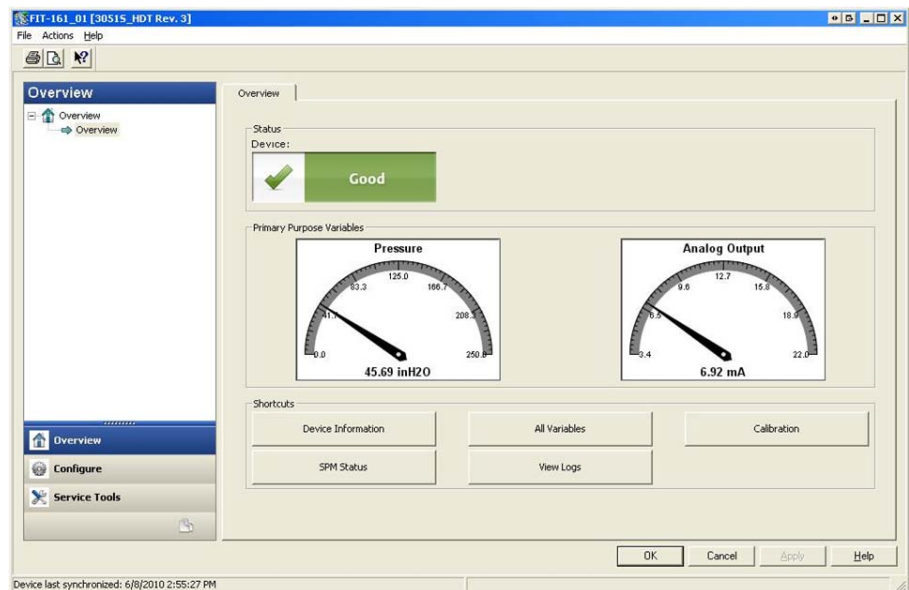 FIT-161_01 [3051S_HDT Rev. 3]
File Actions Help
Overview
Overview
Overview
Overview
Configure
Service Tools
Overview
Status
Device:
Good
Primary Purpose Variables
Pressure
0.0 41.7 83.3 125.0 166.7 208.3 250.0
45.69 inH2O
Analog Output
3.4 6.5 9.6 12.7 15.8 18.9 22.0
6.92 mA
Shortcuts
Device Information All Variables Calibration
SPM Status View Logs
OK Cancel Apply Help
Device last synchronized: 6/8/2010 2:55:27 PM